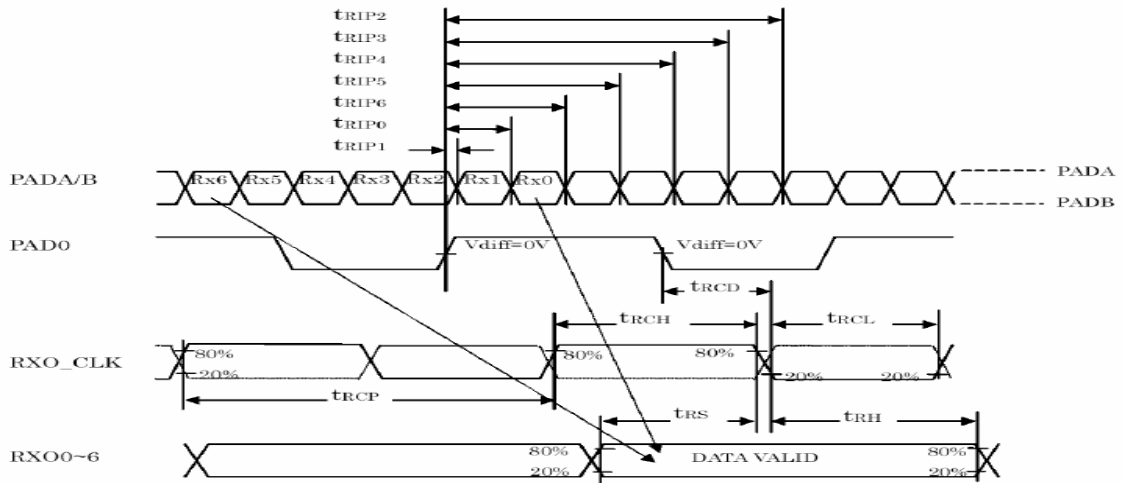 tRIP2
tRIP3
tRIP4
tRIP5
tRIP6
tRIP0
tRIP1
PADA/B
Rx6 Rx5 Rx4 Rx3 Rx2 Rx1 Rx0
PADA
PADB
PAD0
Vdiff=0V Vdiff=0V
tRCD
tRCH tRCL
RXO_CLK
80% 80% 80%
20% 20% 20%
tRCP
tRS tRH
RXO0~6
80% DATA VALID 80%
20% 20%